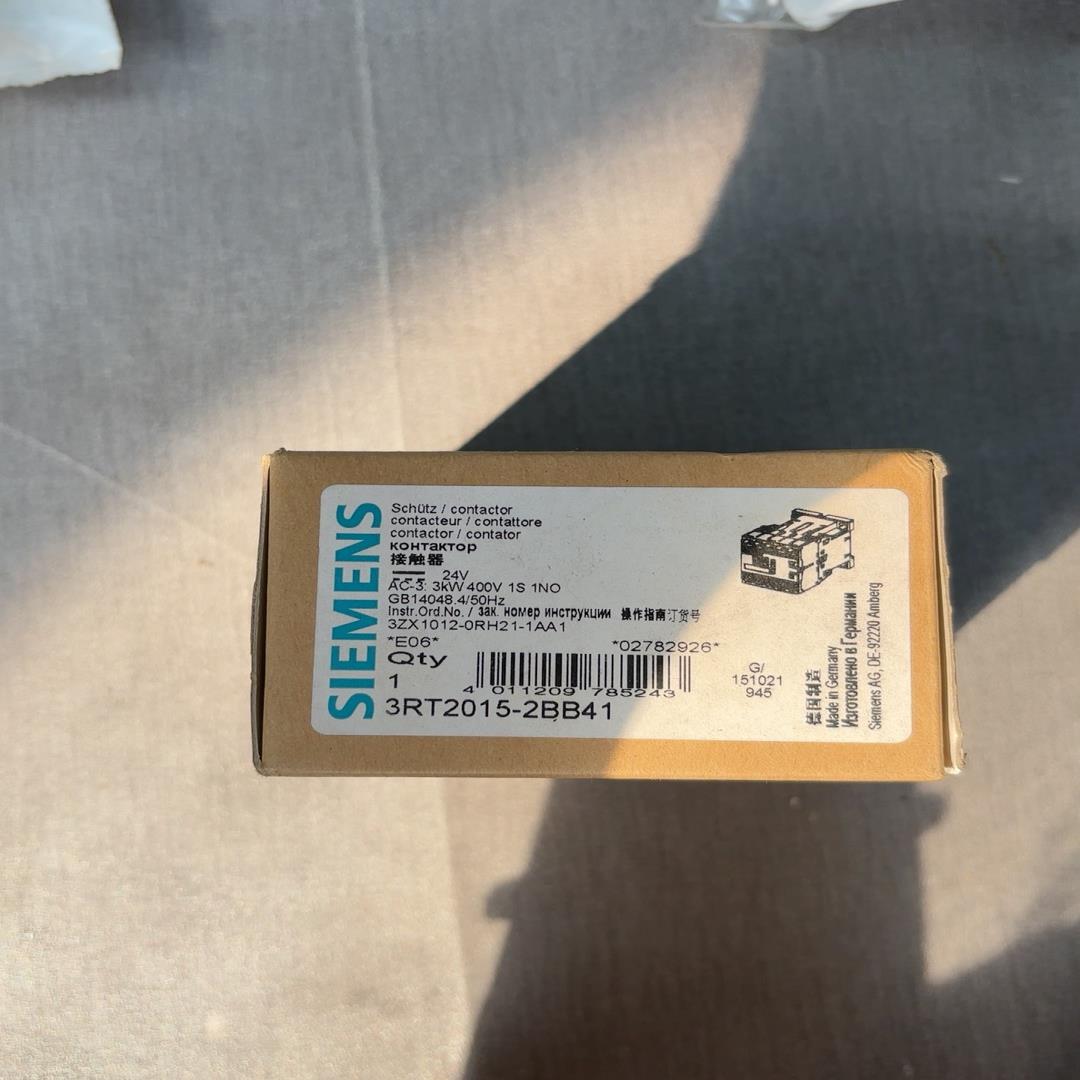 SIEMENS
Schütz / contactor
contacteur / contattore
contactor / contator
контактор
接触器
24V
AC-3: 3kW 400V 1S 1NO
GB14048.4/50Hz
Instr.Ord.No. / зак. номер инструкции 操作指南订货号
3ZX1012-0RH21-1AA1
*E06* *02782926*
Qty
1
4 011209 785243
3RT2015-2BB41
G/
151021
945
德国制造
Made in Germany
Изготовлено в Германии
Siemens AG, DE-92220 Amberg